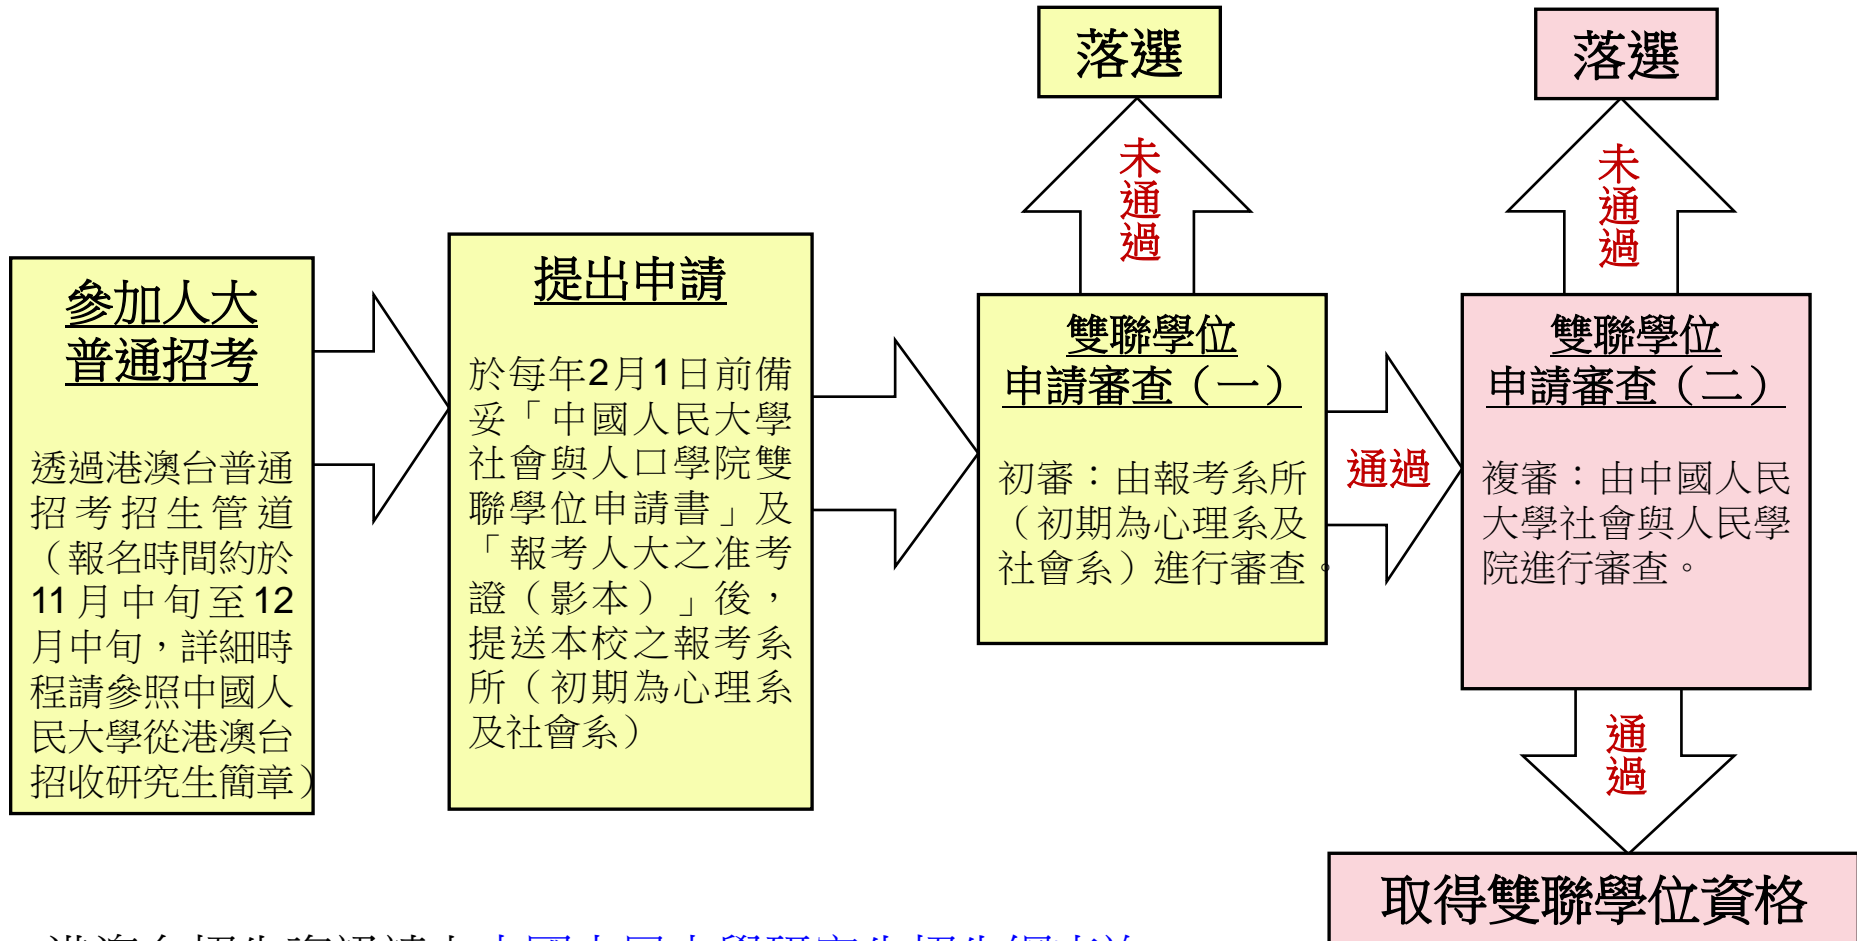 參加人大
普通招考
透過港澳台普通
招考招生管道
（報名時間約於
11月中旬至12
月中旬，詳細時
程請參照中國人
民大學從港澳台
招收研究生簡章）
提出申請
於每年2月1日前備
妥「中國人民大學
社會與人口學院雙
聯學位申請書」及
「報考人大之准考
證（影本）」後，
提送本校之報考系
所（初期為心理系
及社會系）
落選
未通過
雙聯學位
申請審查（一）
初審：由報考系所
（初期為心理系及
社會系）進行審查。
通過
落選
未通過
雙聯學位
申請審查（二）
複審：由中國人民
大學社會與人民學
院進行審查。
通過
取得雙聯學位資格